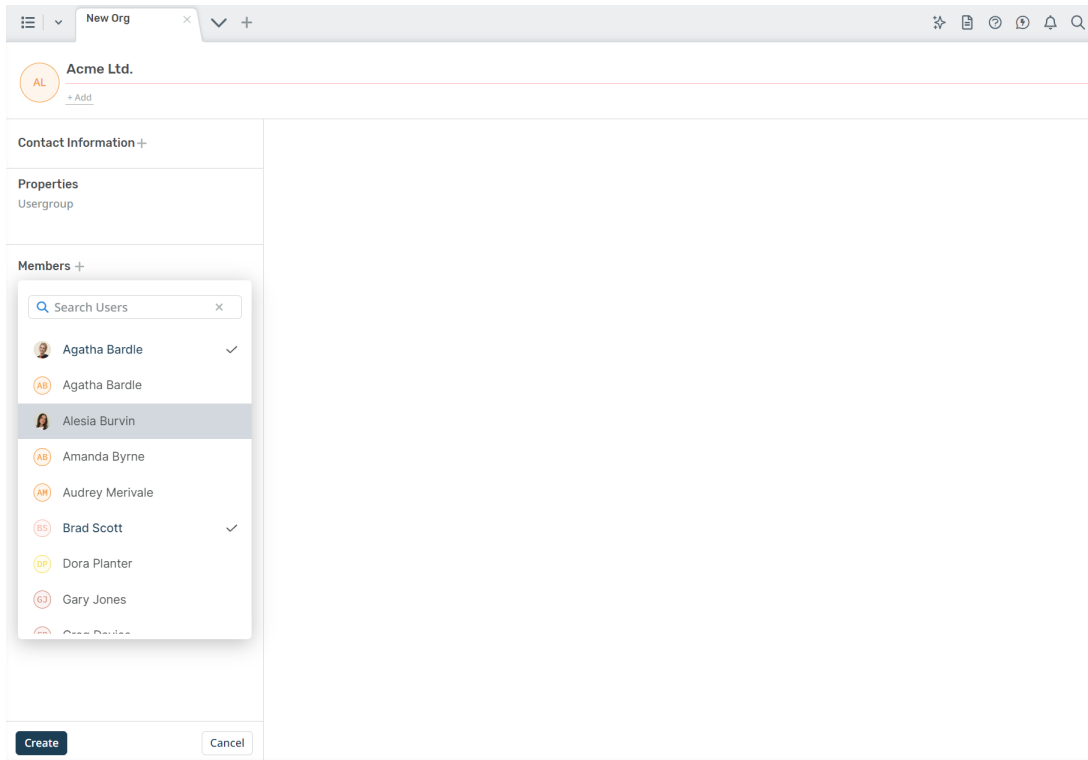 New Org
AL
Acme Ltd.
+ Add
Contact Information
Properties
Usergroup
Members
Search Users
Agatha Bardle
AB Agatha Bardle
Alesia Burvin
AB Amanda Byrne
AM Audrey Merivale
BS Brad Scott
DP Dora Planter
GJ Gary Jones
Create Cancel